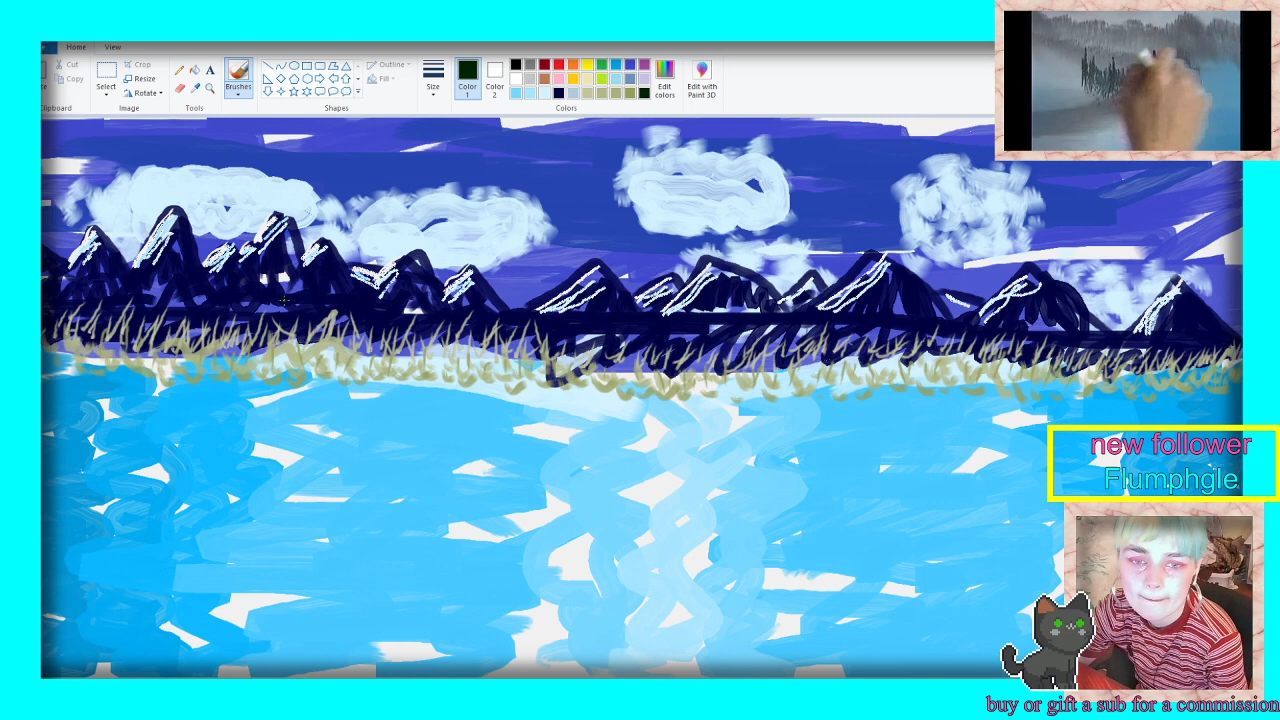 Home View
Cut
Copy
Select
Crop
Resize
Rotate
A
Brushes
Outline
Fill
Size
Color 1
Color 2
Edit colors
Edit with Paint 3D
Image
Tools
Shapes
Colors
new follower
Flumphgle
buy or gift a sub for a commission